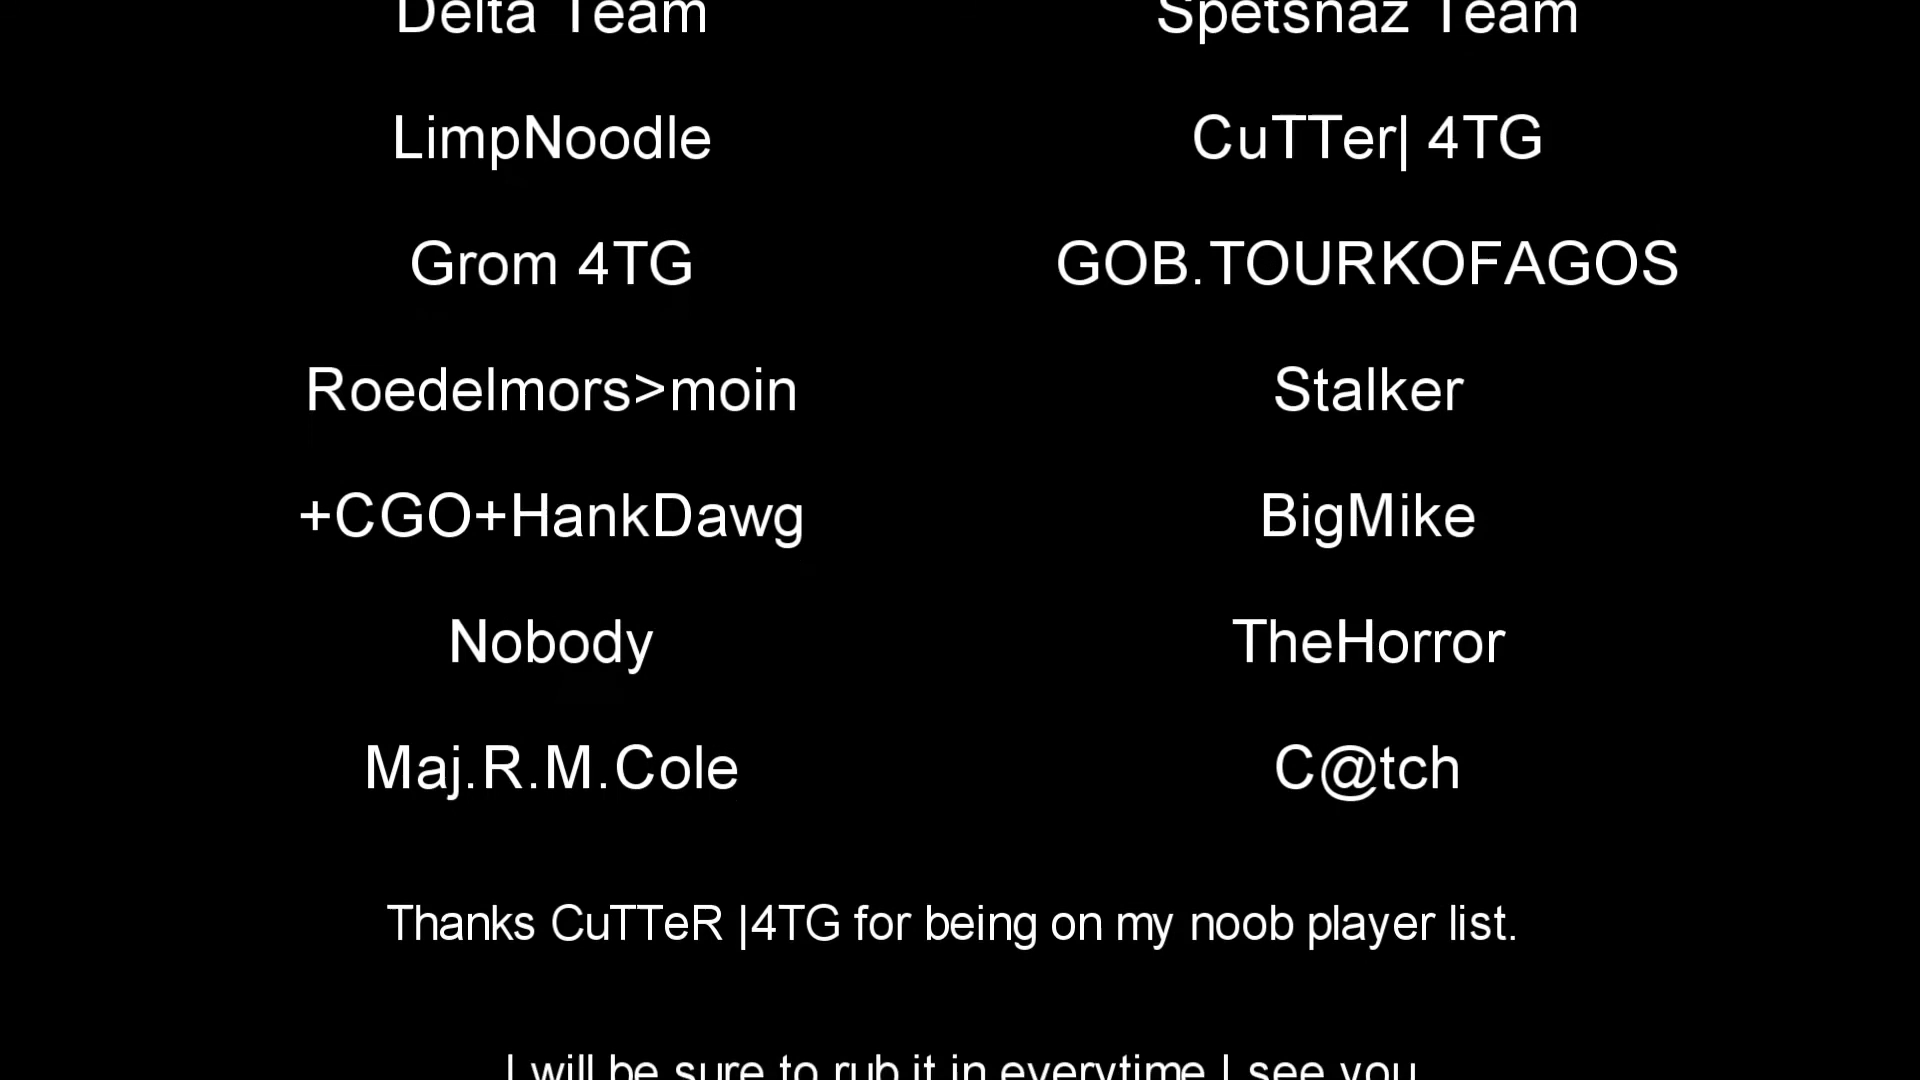 Delta Team Spetsnaz Team
LimpNoodle CuTTer| 4TG
Grom 4TG GOB.TOURKOFAGOS
Roedelmors>moin Stalker
+CGO+HankDawg BigMike
Nobody TheHorror
Maj.R.M.Cole C@tch
Thanks CuTTeR |4TG for being on my noob player list.
I will be sure to rub it in everytime I see you